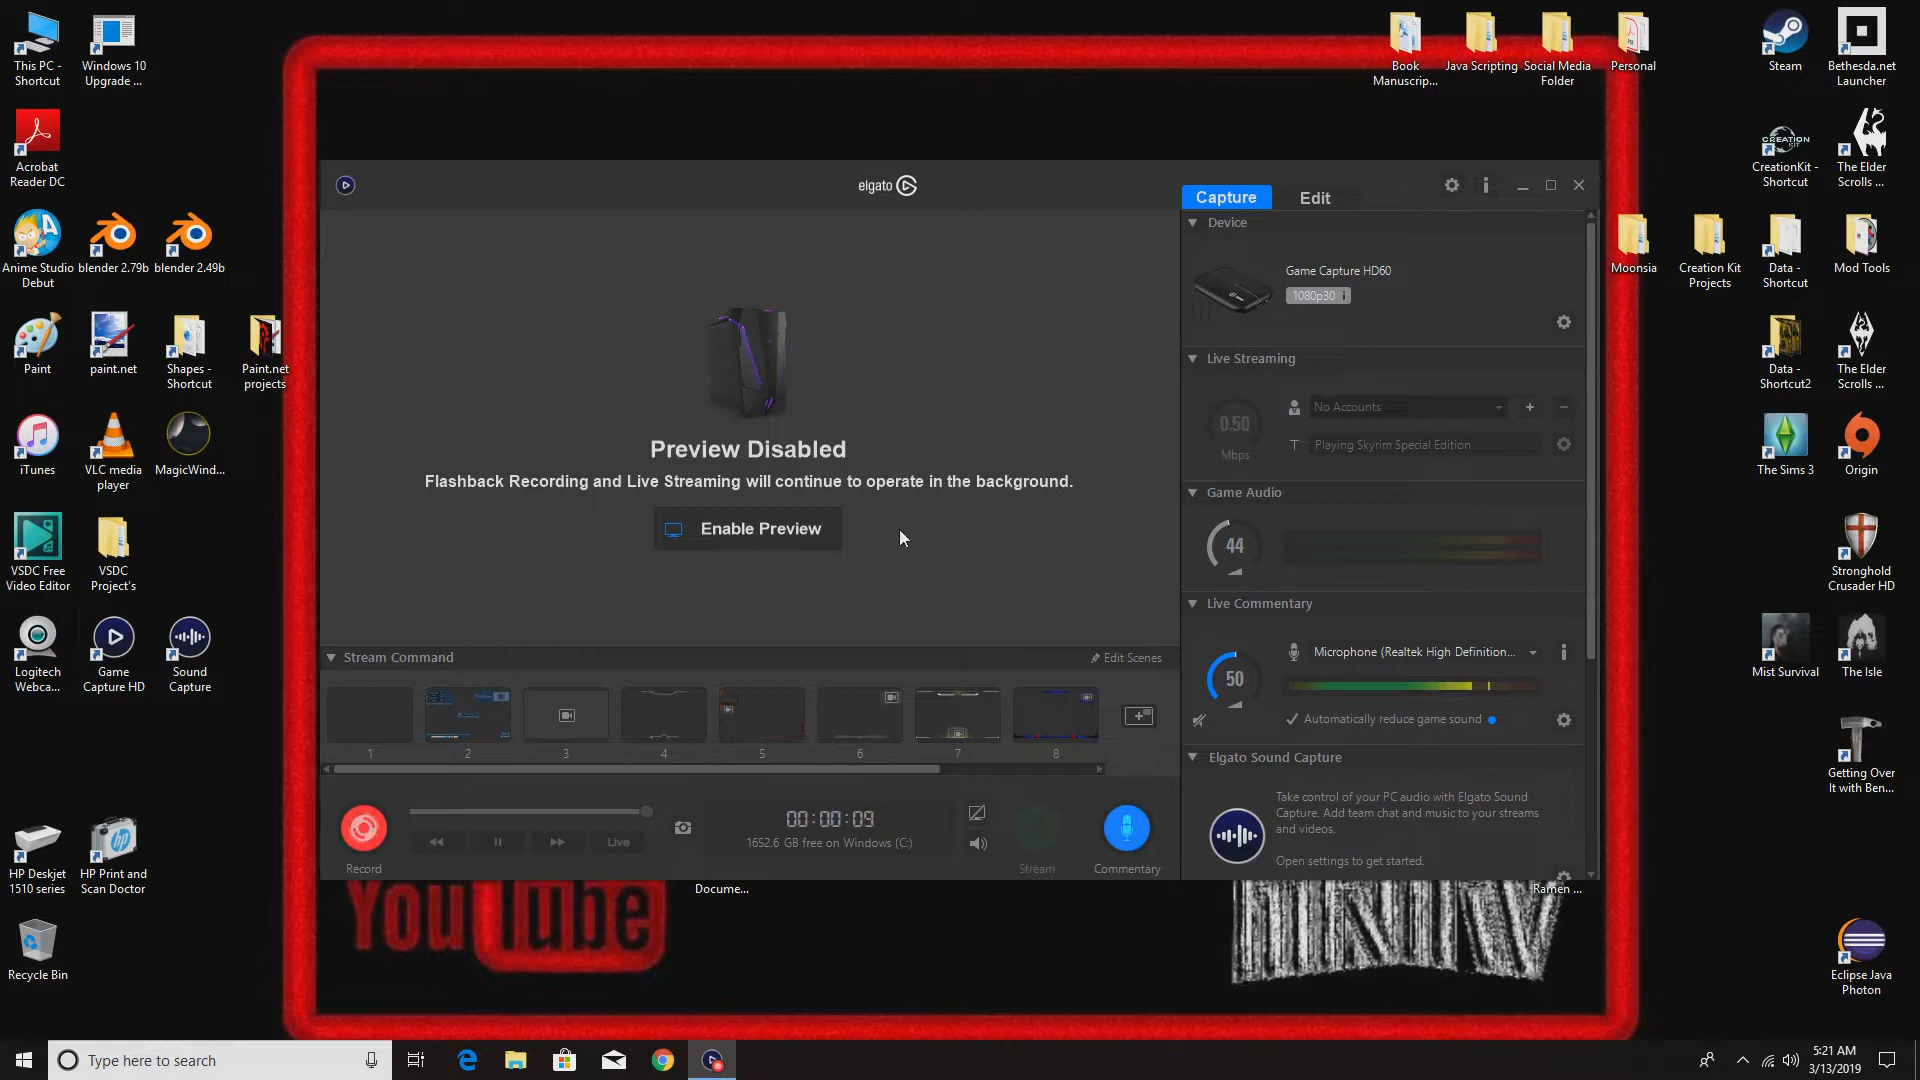 This PC -
Shortcut
Windows 10
Upgrade ...
Book
Manuscrip...
Java Scripting
Social Media
Folder
Personal
Steam
Bethesda.net
Launcher
Acrobat
Reader DC
CREATION
KIT
CreationKit -
Shortcut
The Elder
Scrolls ...
elgato
Capture
Edit
Device
Game Capture HD60
1080p30 i
Anime Studio
Debut
blender 2.79b
blender 2.49b
Moonsia
Creation Kit
Projects
Data -
Shortcut
Mod Tools
Paint
paint.net
Shapes -
Shortcut
Paint.net
projects
Data -
Shortcut2
The Elder
Scrolls ...
Live Streaming
0.50
Mbps
No Accounts
T
Playing Skyrim Special Edition
Preview Disabled
Flashback Recording and Live Streaming will continue to operate in the background.
Enable Preview
iTunes
VLC media
player
MagicWind...
The Sims 3
Origin
Game Audio
44
VSDC Free
Video Editor
VSDC
Project's
Stronghold
Crusader HD
Live Commentary
Microphone (Realtek High Definition...
50
Automatically reduce game sound
Logitech
Webca...
Game
Capture HD
Sound
Capture
Mist Survival
The Isle
Stream Command
Edit Scenes
1
2
3
4
5
6
7
8
Elgato Sound Capture
Take control of your PC audio with Elgato Sound
Capture. Add team chat and music to your streams
and videos.
Open settings to get started.
Getting Over
It with Ben...
Live
00:00:09
1652.6 GB free on Windows (C:)
Record
Stream
Commentary
HP Deskjet
1510 series
HP Print and
Scan Doctor
Docume...
Ramen ...
YouTube
Recycle Bin
Eclipse Java
Photon
Type here to search
5:21 AM
3/13/2019